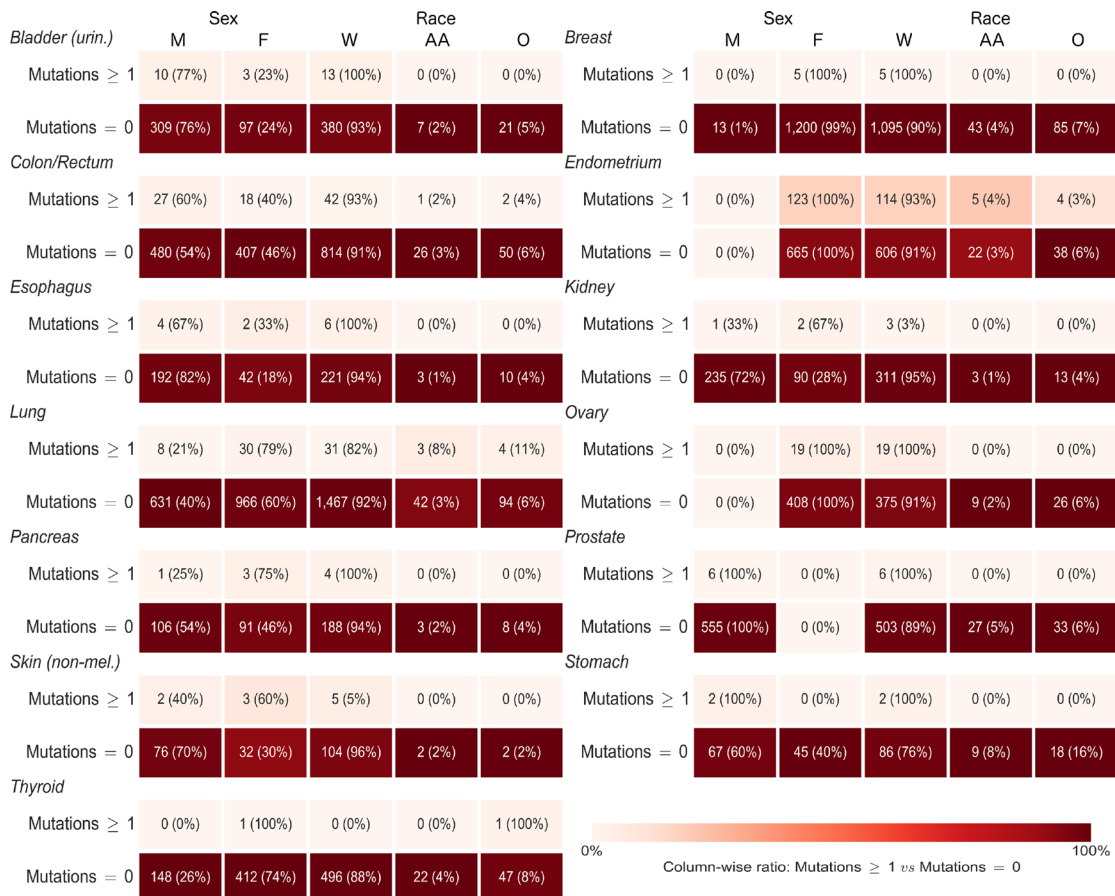 Sex Race Sex Race
Bladder (urin.) M F W AA O Breast M F W AA O
Mutations ≥ 1 10 (77%) 3 (23%) 13 (100%) 0 (0%) 0 (0%) Mutations ≥ 1 0 (0%) 5 (100%) 5 (100%) 0 (0%) 0 (0%)
Mutations = 0 309 (76%) 97 (24%) 380 (93%) 7 (2%) 21 (5%) Mutations = 0 13 (1%) 1,200 (99%) 1,095 (90%) 43 (4%) 85 (7%)
Colon/Rectum Endometrium
Mutations ≥ 1 27 (60%) 18 (40%) 42 (93%) 1 (2%) 2 (4%) Mutations ≥ 1 0 (0%) 123 (100%) 114 (93%) 5 (4%) 4 (3%)
Mutations = 0 480 (54%) 407 (46%) 814 (91%) 26 (3%) 50 (6%) Mutations = 0 0 (0%) 665 (100%) 606 (91%) 22 (3%) 38 (6%)
Esophagus Kidney
Mutations ≥ 1 4 (67%) 2 (33%) 6 (100%) 0 (0%) 0 (0%) Mutations ≥ 1 1 (33%) 2 (67%) 3 (3%) 0 (0%) 0 (0%)
Mutations = 0 192 (82%) 42 (18%) 221 (94%) 3 (1%) 10 (4%) Mutations = 0 235 (72%) 90 (28%) 311 (95%) 3 (1%) 13 (4%)
Lung Ovary
Mutations ≥ 1 8 (21%) 30 (79%) 31 (82%) 3 (8%) 4 (11%) Mutations ≥ 1 0 (0%) 19 (100%) 19 (100%) 0 (0%) 0 (0%)
Mutations = 0 631 (40%) 966 (60%) 1,467 (92%) 42 (3%) 94 (6%) Mutations = 0 0 (0%) 408 (100%) 375 (91%) 9 (2%) 26 (6%)
Pancreas Prostate
Mutations ≥ 1 1 (25%) 3 (75%) 4 (100%) 0 (0%) 0 (0%) Mutations ≥ 1 6 (100%) 0 (0%) 6 (100%) 0 (0%) 0 (0%)
Mutations = 0 106 (54%) 91 (46%) 188 (94%) 3 (2%) 8 (4%) Mutations = 0 555 (100%) 0 (0%) 503 (89%) 27 (5%) 33 (6%)
Skin (non-mel.) Stomach
Mutations ≥ 1 2 (40%) 3 (60%) 5 (5%) 0 (0%) 0 (0%) Mutations ≥ 1 2 (100%) 0 (0%) 2 (100%) 0 (0%) 0 (0%)
Mutations = 0 76 (70%) 32 (30%) 104 (96%) 2 (2%) 2 (2%) Mutations = 0 67 (60%) 45 (40%) 86 (76%) 9 (8%) 18 (16%)
Thyroid
Mutations ≥ 1 0 (0%) 1 (100%) 0 (0%) 0 (0%) 1 (100%)
Mutations = 0 148 (26%) 412 (74%) 496 (88%) 22 (4%) 47 (8%)
0% 100%
Column-wise ratio: Mutations ≥ 1 vs Mutations = 0